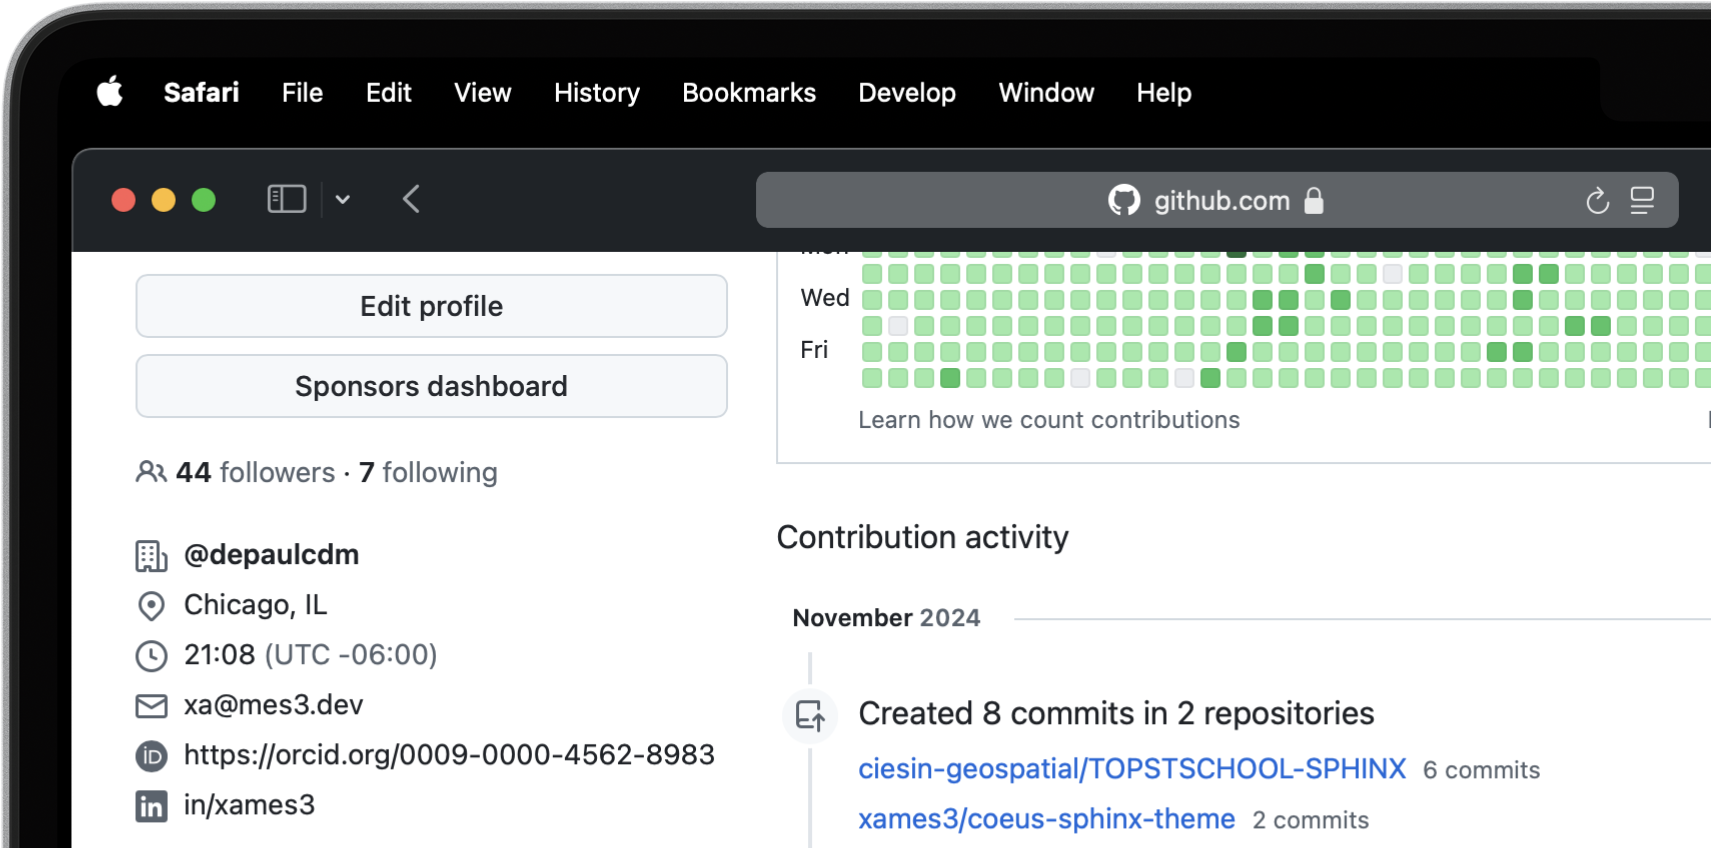 Safari File Edit View History Bookmarks Develop Window Help
github.com
Edit profile
Sponsors dashboard
44 followers · 7 following
@depaulcdm
Chicago, IL
21:08 (UTC -06:00)
xa@mes3.dev
iD https://orcid.org/0009-0000-4562-8983
in in/xames3
Wed
Fri
Learn how we count contributions
Contribution activity
November 2024
Created 8 commits in 2 repositories
ciesin-geospatial/TOPSTSCHOOL-SPHINX 6 commits
xames3/coeus-sphinx-theme 2 commits